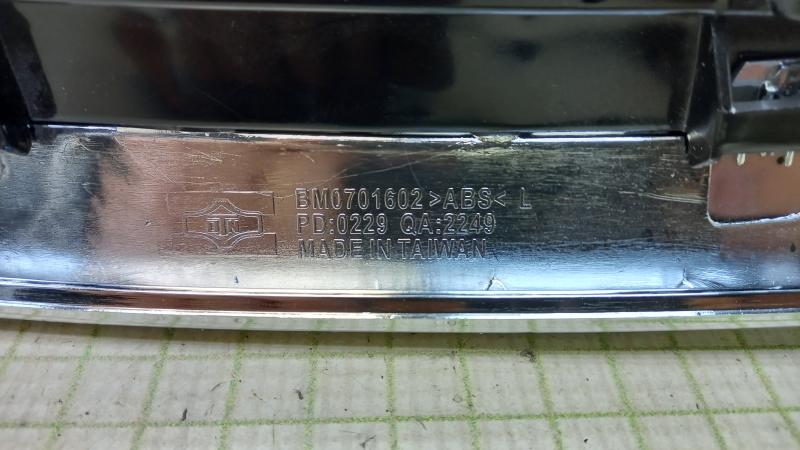 BM0701602 >ABS< L
PD:0229 QA:2249
MADE IN TAIWAN